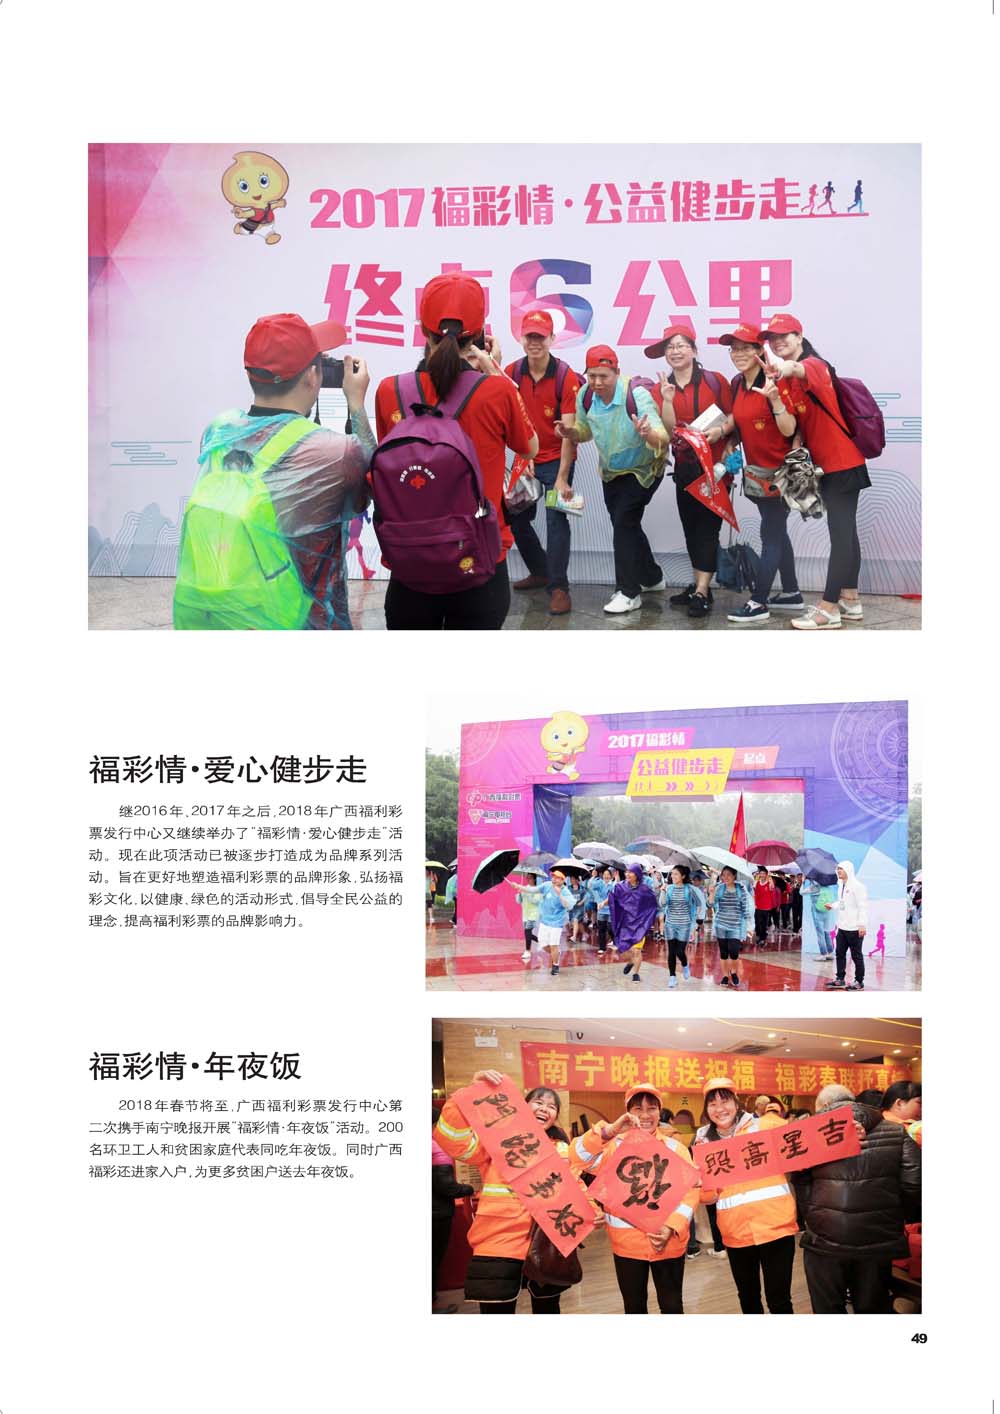 2017福彩情·公益健步走
终点6公里
2017福彩情
公益健步走
起点
福彩情·爱心健步走
继2016年、2017年之后，2018年广西福利彩
票发行中心又继续举办了“福彩情·爱心健步走”活
动。现在此项活动已被逐步打造成为品牌系列活
动。旨在更好地塑造福利彩票的品牌形象，弘扬福
彩文化，以健康、绿色的活动形式，倡导全民公益的
理念，提高福利彩票的品牌影响力。
福彩情·年夜饭
2018年春节将至，广西福利彩票发行中心第
二次携手南宁晚报开展“福彩情·年夜饭”活动。200
名环卫工人和贫困家庭代表同吃年夜饭。同时广西
福彩还进家入户，为更多贫困户送去年夜饭。
南宁晚报送祝福 福彩春联抒真
福
照高星吉
49